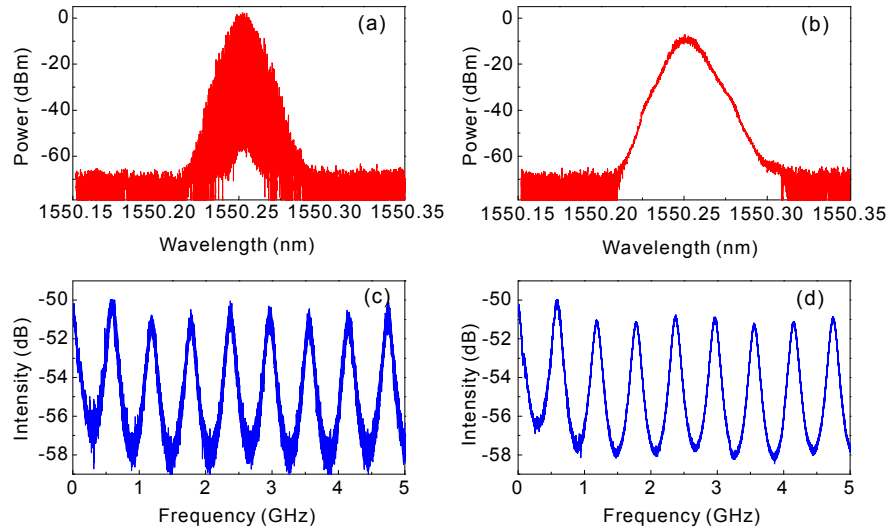 (a)
Power (dBm)
0
-20
-40
-60
1550.15 1550.20 1550.25 1550.30 1550.35
Wavelength (nm)
(b)
Power (dBm)
0
-20
-40
-60
1550.15 1550.20 1550.25 1550.30 1550.35
Wavelength (nm)
(c)
Intensity (dB)
-50
-52
-54
-56
-58
0 1 2 3 4 5
Frequency (GHz)
(d)
Intensity (dB)
-50
-52
-54
-56
-58
0 1 2 3 4 5
Frequency (GHz)